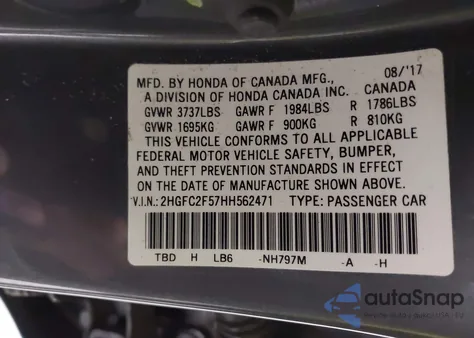 MFD. BY HONDA OF CANADA MFG., 08/'17
A DIVISION OF HONDA CANADA INC. CANADA
GVWR 3737LBS GAWR F 1984LBS R 1786LBS
GVWR 1695KG GAWR F 900KG R 810KG
THIS VEHICLE CONFORMS TO ALL APPLICABLE
FEDERAL MOTOR VEHICLE SAFETY, BUMPER,
AND THEFT PREVENTION STANDARDS IN EFFECT
ON THE DATE OF MANUFACTURE SHOWN ABOVE.
V.I.N.: 2HGFC2F57HH562471 TYPE: PASSENGER CAR
TBD H LB6 -NH797M -A -H
autoSnap